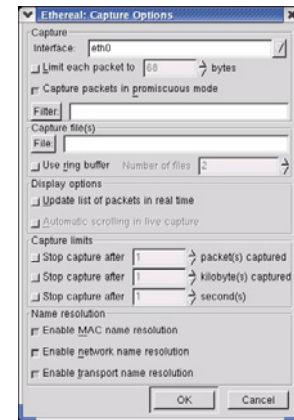 Ethereal: Capture Options
Capture
Interface: eth0
Limit each packet to 68 bytes
Capture packets in promiscuous mode
Filter:
Capture file(s)
File:
Use ring buffer Number of files 2
Display options
Update list of packets in real time
Automatic scrolling in live capture
Capture limits
Stop capture after 1 packet(s) captured
Stop capture after 1 kilobyte(s) captured
Stop capture after 1 second(s)
Name resolution
Enable MAC name resolution
Enable network name resolution
Enable transport name resolution
OK Cancel